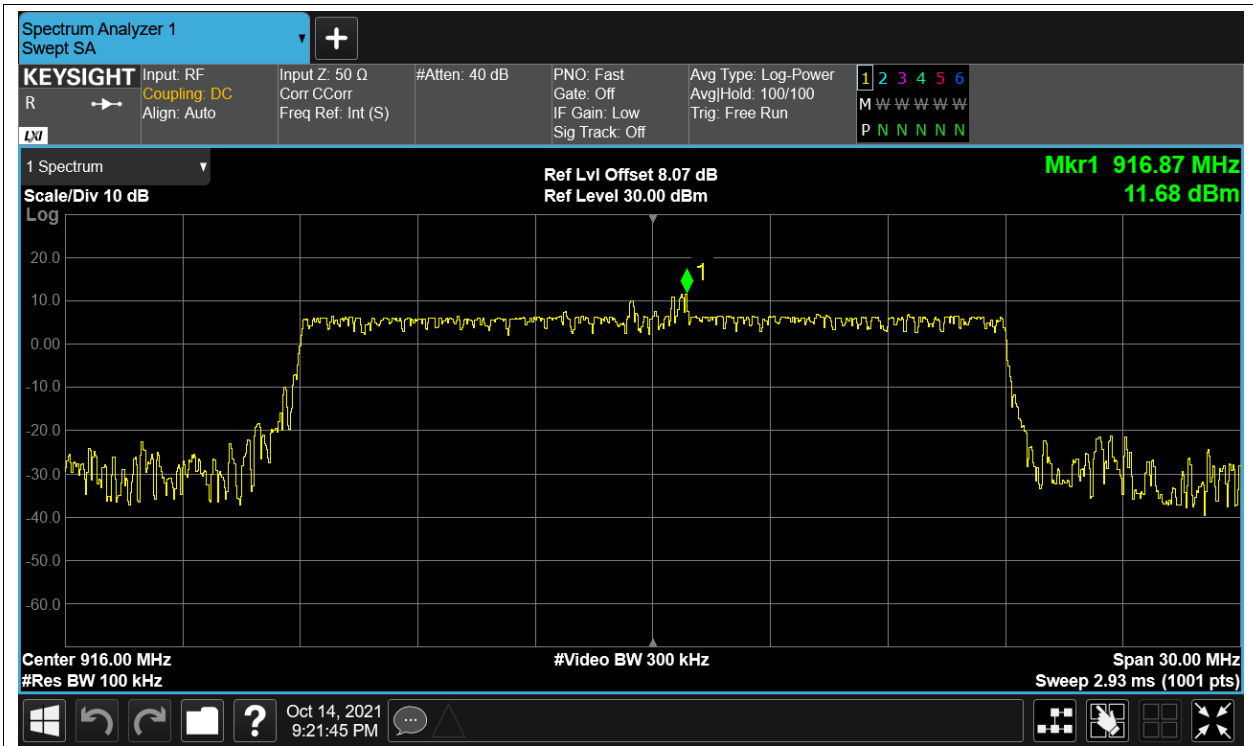 Spectrum Analyzer 1
Swept SA
KEYSIGHT
R
LXI
Input: RF
Coupling: DC
Align: Auto
Input Z: 50 Ω
Corr CCorr
Freq Ref: Int (S)
#Atten: 40 dB
PNO: Fast
Gate: Off
IF Gain: Low
Sig Track: Off
Avg Type: Log-Power
Avg|Hold: 100/100
Trig: Free Run
1 2 3 4 5 6
M W W W W W
P N N N N N
1 Spectrum
Scale/Div 10 dB
Ref Lvl Offset 8.07 dB
Ref Level 30.00 dBm
Mkr1 916.87 MHz
11.68 dBm
Log
1
20.0
10.0
0.00
-10.0
-20.0
-30.0
-40.0
-50.0
-60.0
Center 916.00 MHz
#Res BW 100 kHz
#Video BW 300 kHz
Span 30.00 MHz
Sweep 2.93 ms (1001 pts)
?
Oct 14, 2021
9:21:45 PM